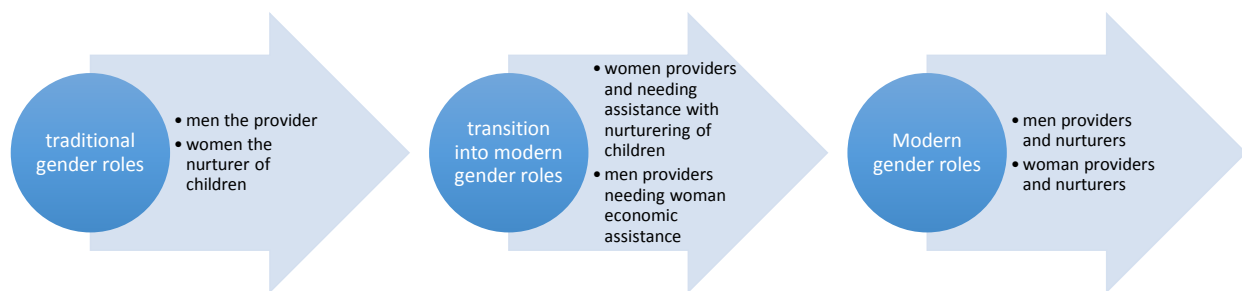 traditional
gender roles
• men the provider
• women the
nurturer of
children
transition
into modern
gender roles
• women providers
and needing
assistance with
nurturering of
children
• men providers
needing woman
economic
assistance
Modern
gender roles
• men providers
and nurturers
• woman providers
and nurturers